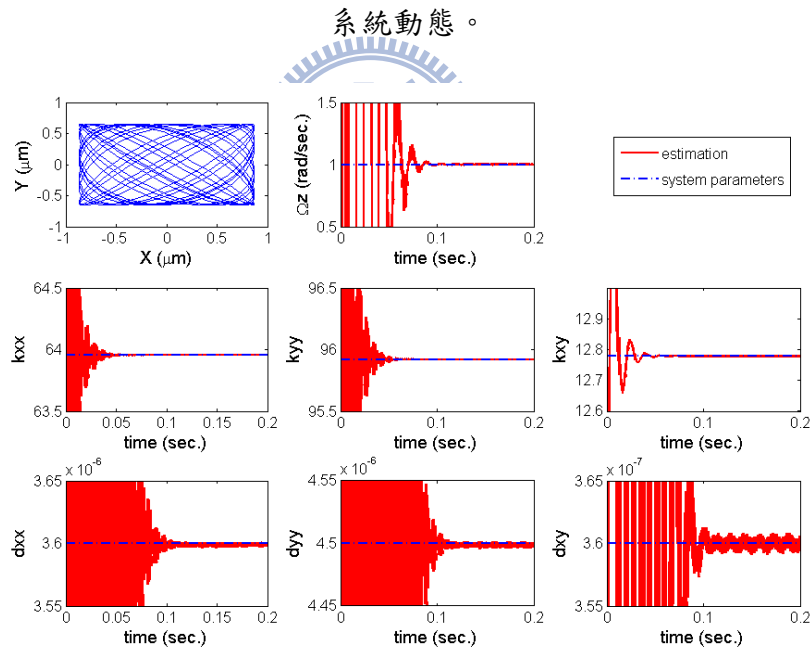 系統動態。
1
0.5
0
-0.5
-1
-1 -0.5 0 0.5 1
Y (μm)
X (μm)
1.5
1
0.5
0 0.1 0.2
Ωz (rad/sec.)
time (sec.)
estimation
system parameters
64.5
64
63.5
0 0.05 0.1 0.15 0.2
kxx
time (sec.)
96.5
96
95.5
0 0.05 0.1 0.15 0.2
kyy
time (sec.)
12.9
12.8
12.7
12.6
0 0.1 0.2
kxy
time (sec.)
x 10⁻⁶
3.65
3.6
3.55
0 0.05 0.1 0.15 0.2
dxx
time (sec.)
x 10⁻⁶
4.55
4.5
4.45
0 0.1 0.2
dyy
time (sec.)
x 10⁻⁷
3.65
3.6
3.55
0 0.1 0.2
dxy
time (sec.)